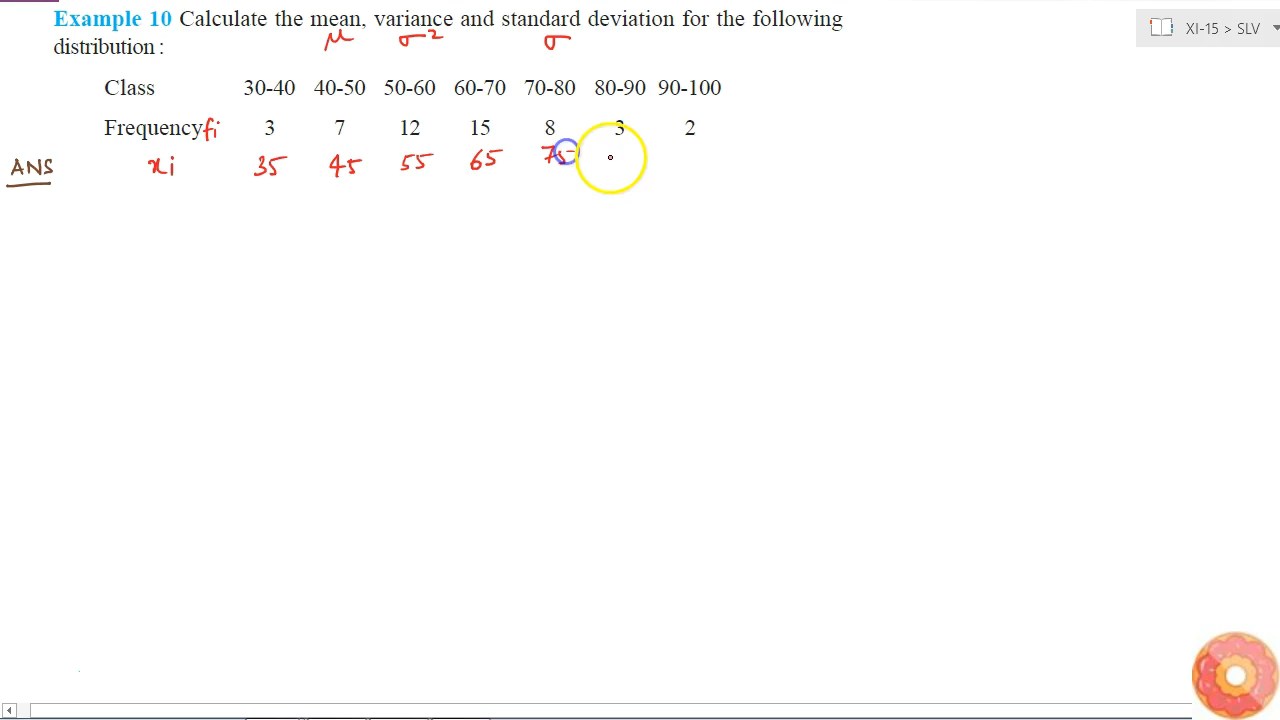 Example 10 Calculate the mean, variance and standard deviation for the following
μ σ² σ
distribution :
XI-15 > SLV
Class 30-40 40-50 50-60 60-70 70-80 80-90 90-100
Frequency fi 3 7 12 15 8 3 2
ANS xi 35 45 55 65 75